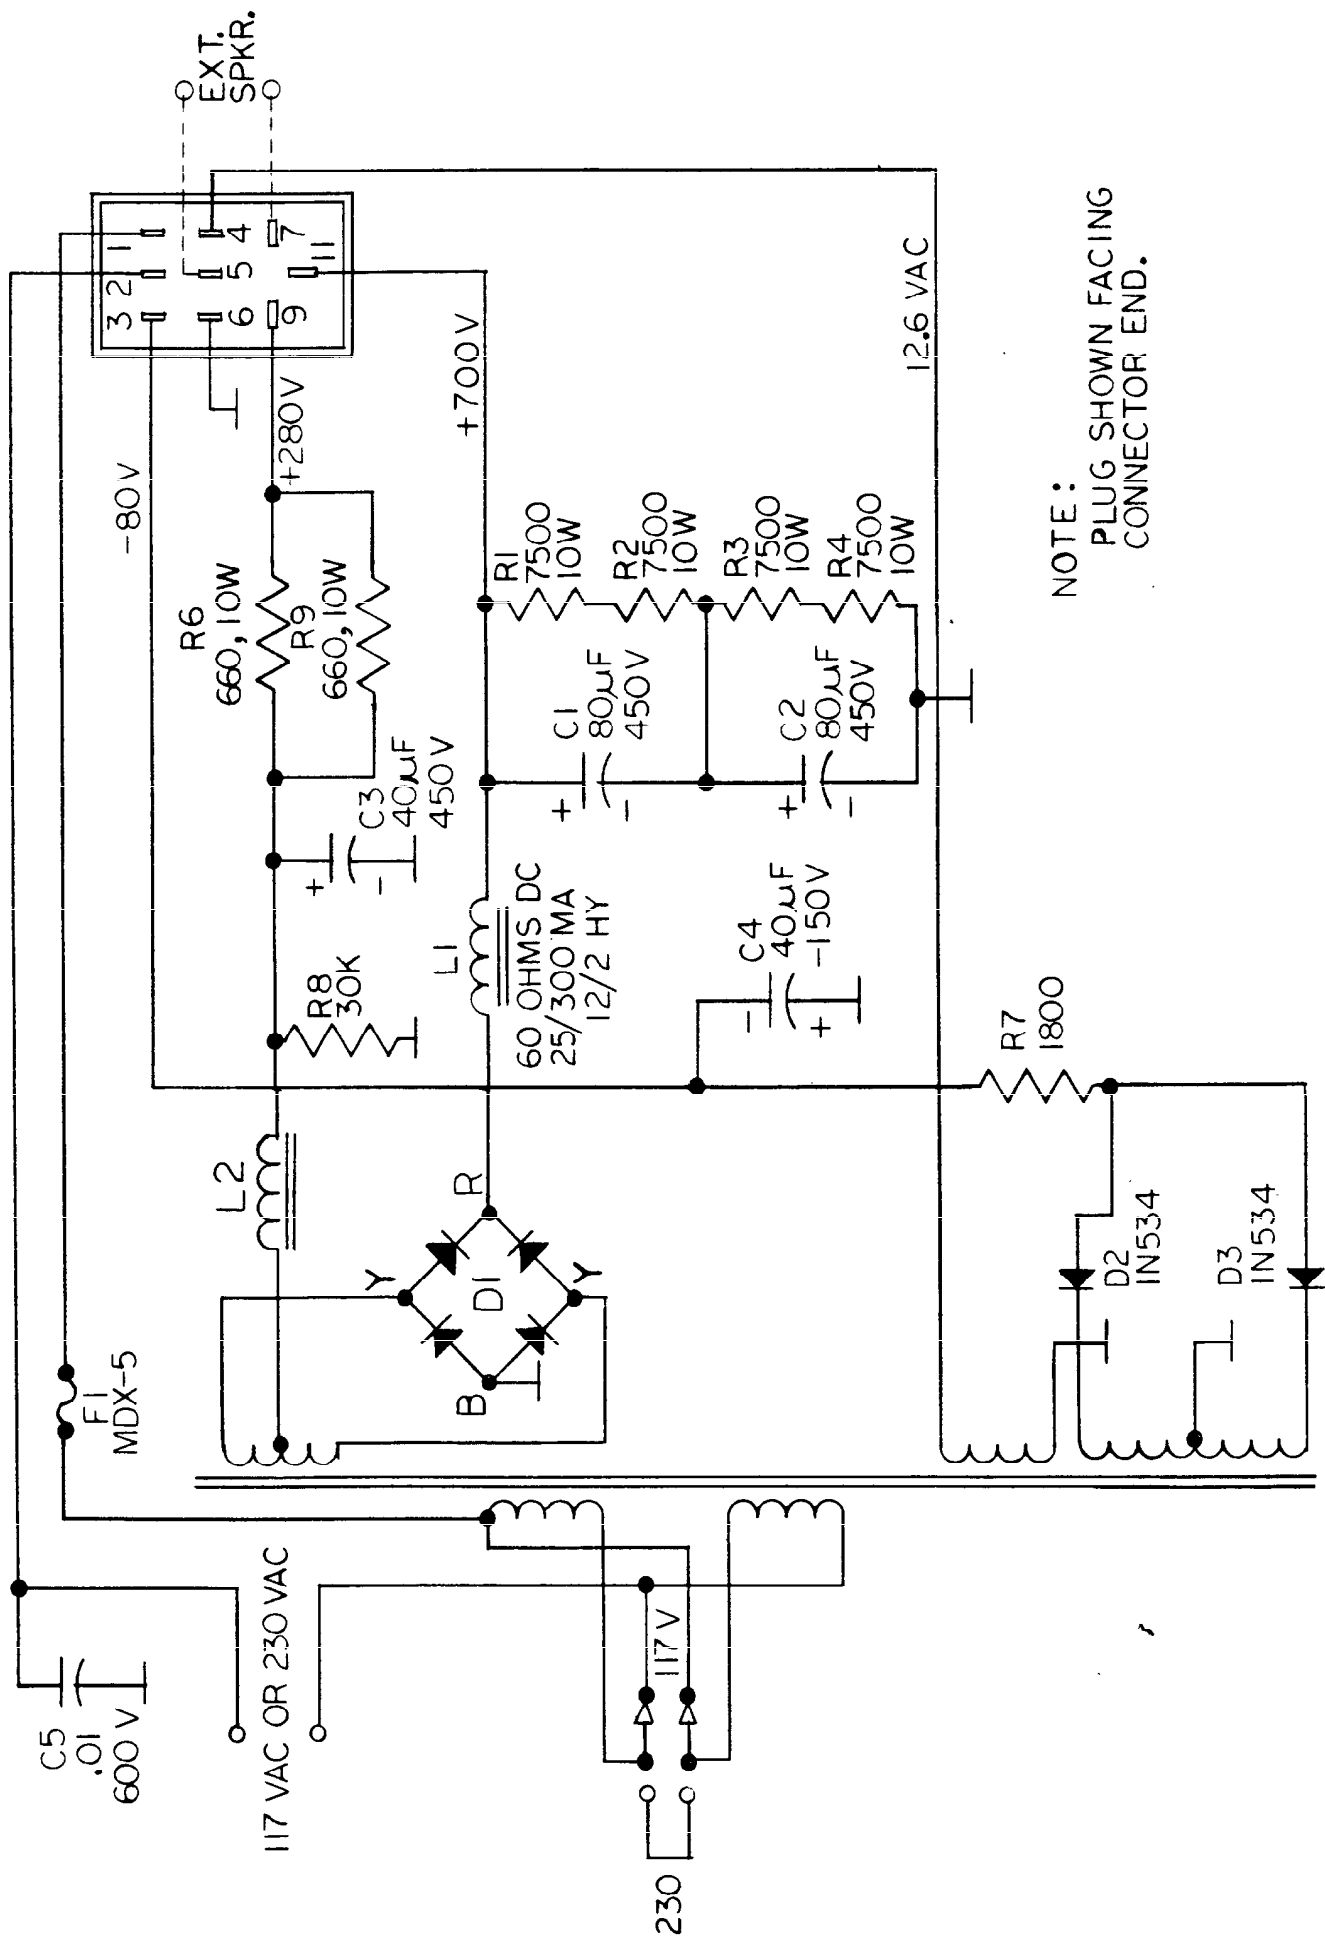 EXT.
SPKR.
1
2
3
4
5
6
7
9
11
-80V
+280V
+700V
12.6 VAC
R6
660, 10W
R9
660, 10W
C3
40µF
450V
R8
30K
L2
L1
60 OHMS DC
25/300 MA
12/2 HY
R1
7500
10W
R2
7500
10W
R3
7500
10W
R4
7500
10W
C1
80µF
450V
C2
80µF
450V
+
-
+
-
+
-
C4
40µF
-150V
-
+
R7
1800
R
Y
Y
B
D1
D2
IN534
D3
IN534
F1
MDX-5
C5
.01
600 V
117 VAC OR 230 VAC
117 V
230
NOTE:
PLUG SHOWN FACING
CONNECTOR END.